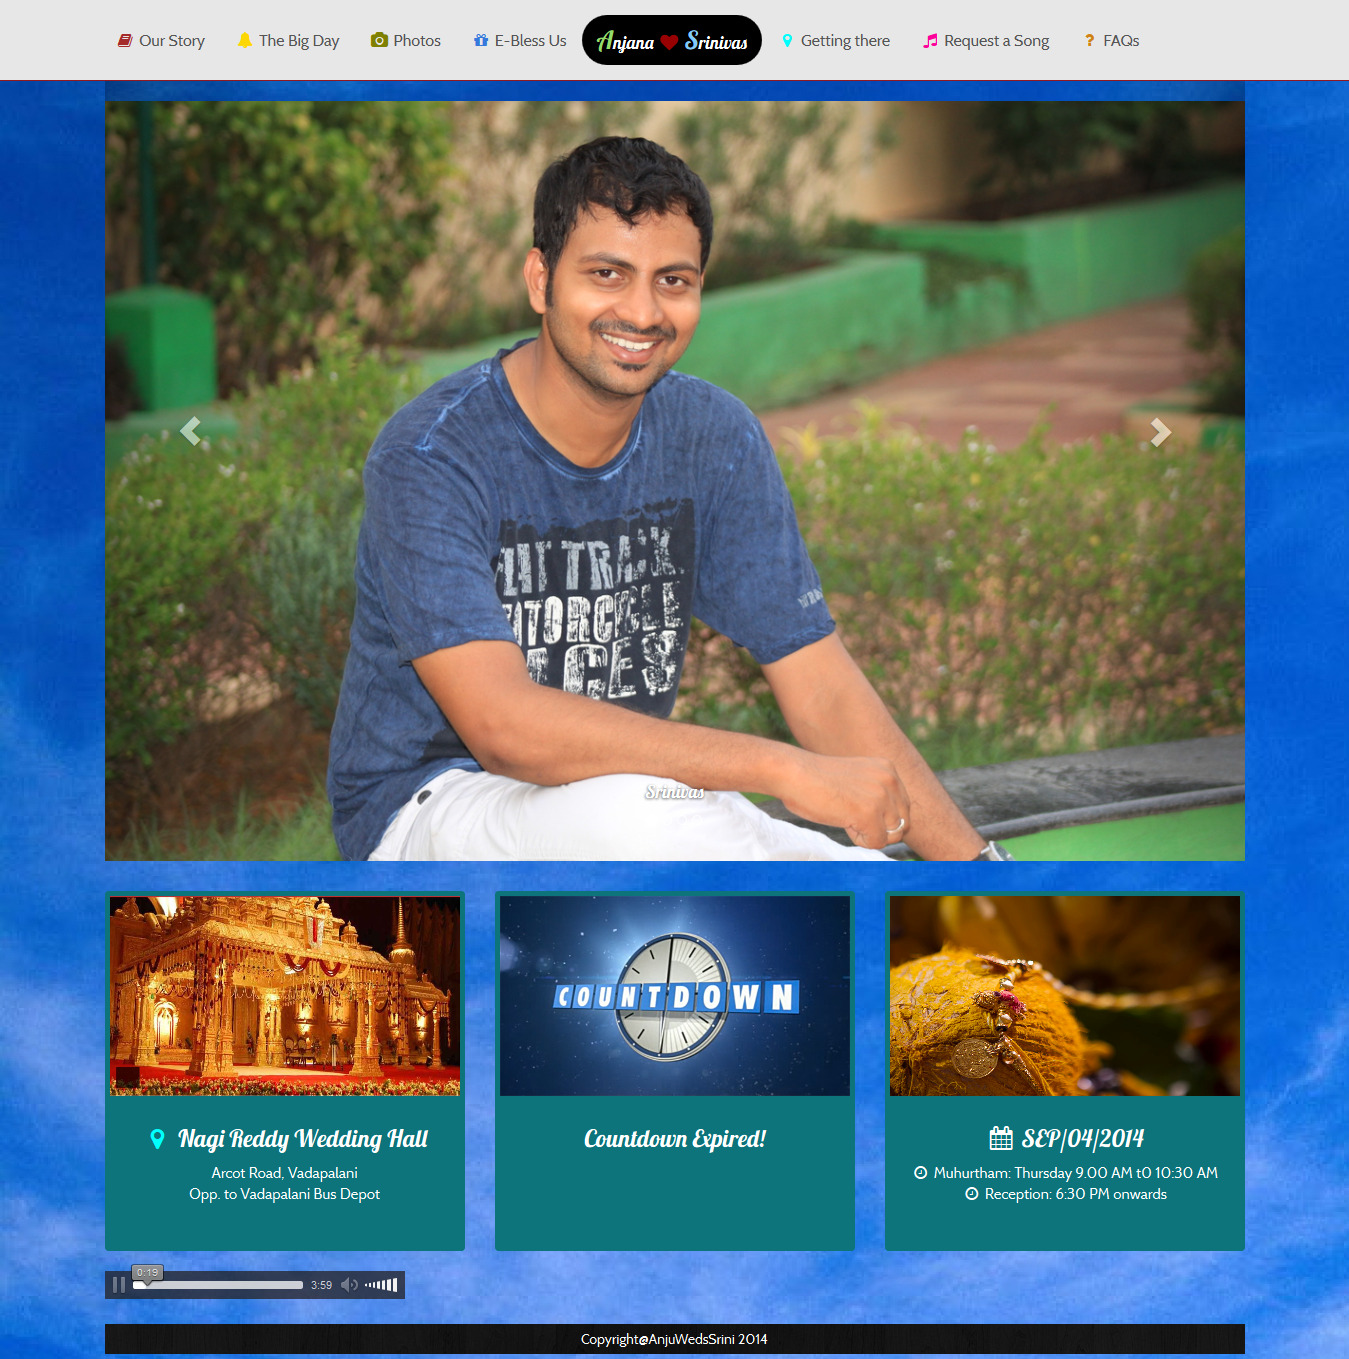 Our Story
The Big Day
Photos
E-Bless Us
Anjana Srinivas
Getting there
Request a Song
? FAQs
TRACK
Srinivas
COUNTDOWN
Nagi Reddy Wedding Hall
Arcot Road, Vadapalani
Opp. to Vadapalani Bus Depot
Countdown Expired!
SEP/04/2014
Muhurtham: Thursday 9.00 AM t0 10:30 AM
Reception: 6:30 PM onwards
0:19
3:59
Copyright@AnjuWedsSrini 2014